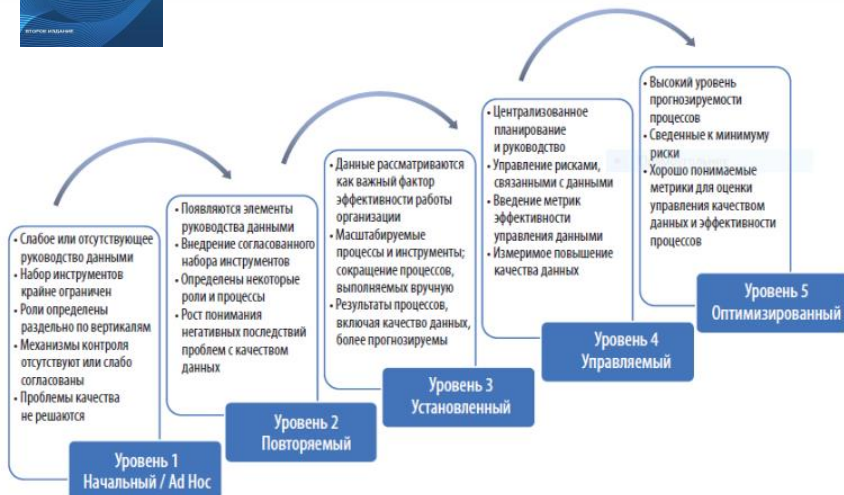 ВТОРОЕ ИЗДАНИЕ
• Слабое или отсутствующее
руководство данными
• Набор инструментов
крайне ограничен
• Роли определены
раздельно по вертикалям
• Механизмы контроля
отсутствуют или слабо
согласованы
• Проблемы качества
не решаются
Уровень 1
Начальный / Ad Hoc
• Появляются элементы
руководства данными
• Внедрение согласованного
набора инструментов
• Определены некоторые
роли и процессы
• Рост понимания
негативных последствий
проблем с качеством
данных
Уровень 2
Повторяемый
• Данные рассматриваются
как важный фактор
эффективности работы
организации
• Масштабируемые
процессы и инструменты;
сокращение процессов,
выполняемых вручную
• Результаты процессов,
включая качество данных,
более прогнозируемы
Уровень 3
Установленный
• Централизованное
планирование
и руководство
• Управление рисками,
связанными с данными
• Введение метрик
эффективности
управления данными
• Измеримое повышение
качества данных
Уровень 4
Управляемый
• Высокий уровень
прогнозируемости
процессов
• Сведенные к минимуму
риски
• Хорошо понимаемые
метрики для оценки
управления качеством
данных и эффективности
процессов
Уровень 5
Оптимизированный